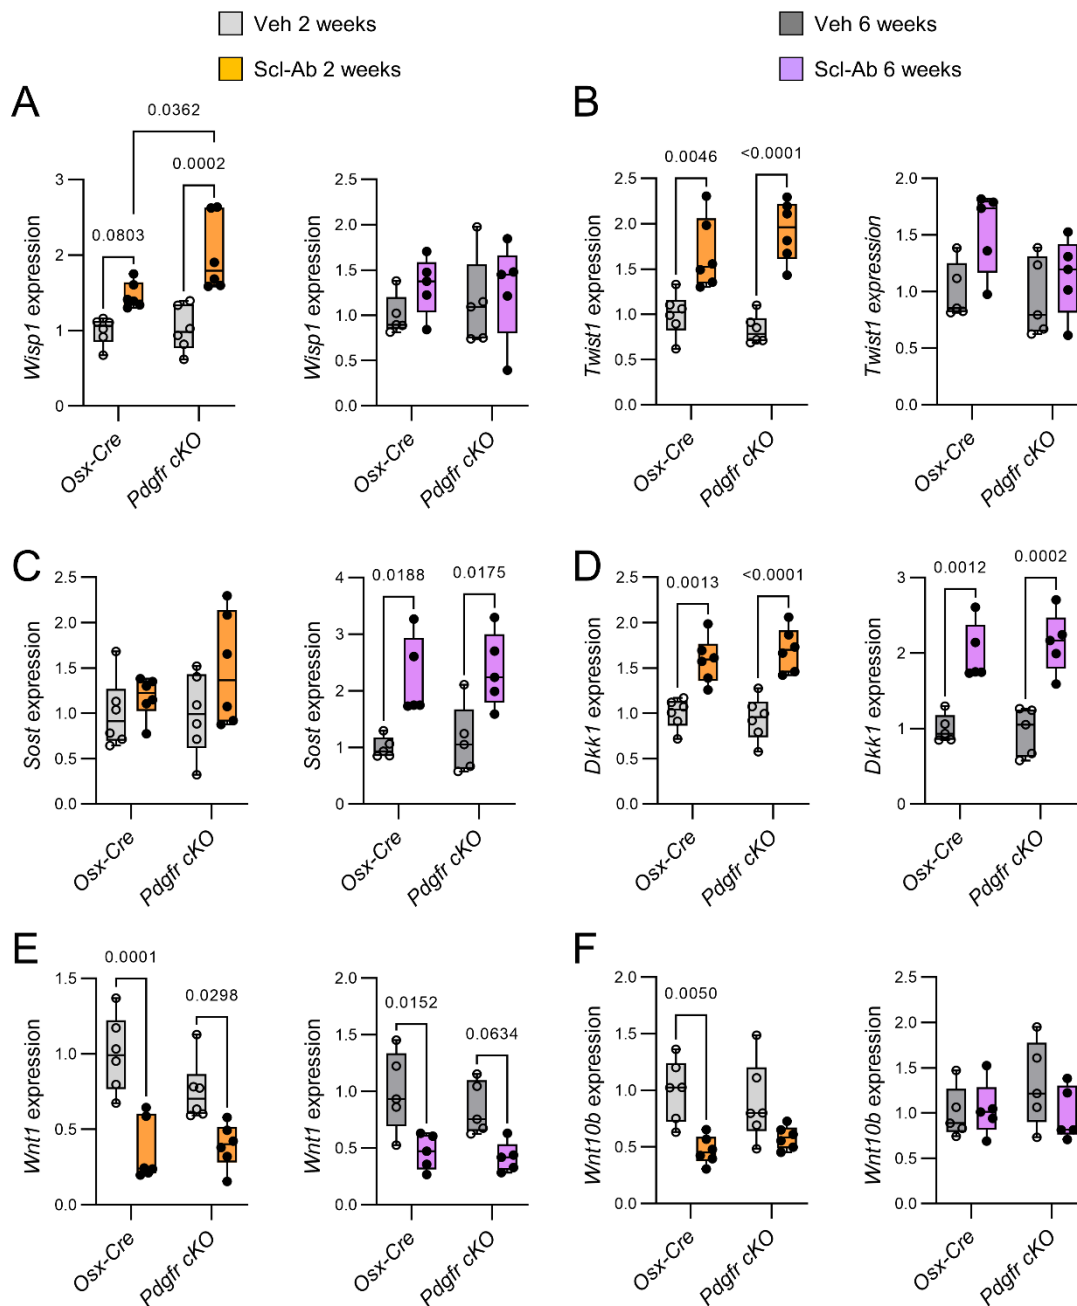 Veh 2 weeks
Scl-Ab 2 weeks
Veh 6 weeks
Scl-Ab 6 weeks
A
0.0362
0.0002
0.0803
Wisp1 expression
3
2
1
0
Osx-Cre
Pdgfr cKO
Wisp1 expression
2.5
2.0
1.5
1.0
0.5
0.0
Osx-Cre
Pdgfr cKO
B
0.0046
<0.0001
Twist1 expression
2.5
2.0
1.5
1.0
0.5
0.0
Osx-Cre
Pdgfr cKO
Twist1 expression
2.0
1.5
1.0
0.5
0.0
Osx-Cre
Pdgfr cKO
C
Sost expression
2.5
2.0
1.5
1.0
0.5
0.0
Osx-Cre
Pdgfr cKO
0.0188
0.0175
Sost expression
4
3
2
1
0
Osx-Cre
Pdgfr cKO
D
0.0013
<0.0001
Dkk1 expression
2.5
2.0
1.5
1.0
0.5
0.0
Osx-Cre
Pdgfr cKO
0.0012
0.0002
Dkk1 expression
3
2
1
0
Osx-Cre
Pdgfr cKO
E
0.0001
0.0298
Wnt1 expression
1.5
1.0
0.5
0.0
Osx-Cre
Pdgfr cKO
0.0152
0.0634
Wnt1 expression
2.0
1.5
1.0
0.5
0.0
Osx-Cre
Pdgfr cKO
F
0.0050
Wnt10b expression
2.0
1.5
1.0
0.5
0.0
Osx-Cre
Pdgfr cKO
Wnt10b expression
2.5
2.0
1.5
1.0
0.5
0.0
Osx-Cre
Pdgfr cKO